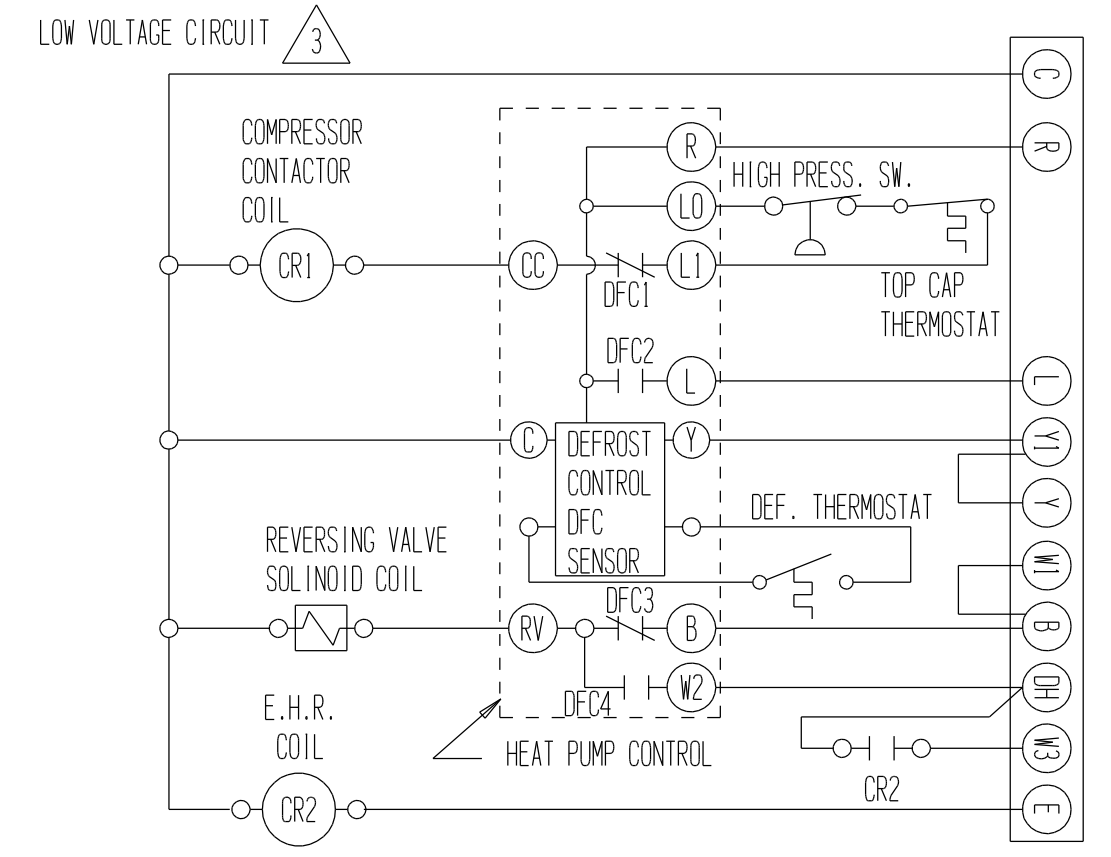 LOW VOLTAGE CIRCUIT
3
C
COMPRESSOR
CONTACTOR
COIL
R
R
HIGH PRESS. SW.
LO
CR1
CC
L1
DFC1
TOP CAP
THERMOSTAT
DFC2
L
L
C
DEFROST
CONTROL
DFC
SENSOR
Y
Y1
Y
DEF. THERMOSTAT
REVERSING VALVE
SOLINOID COIL
W1
DFC3
RV
B
B
W2
DH
DFC4
E.H.R.
COIL
HEAT PUMP CONTROL
W3
CR2
CR2
E